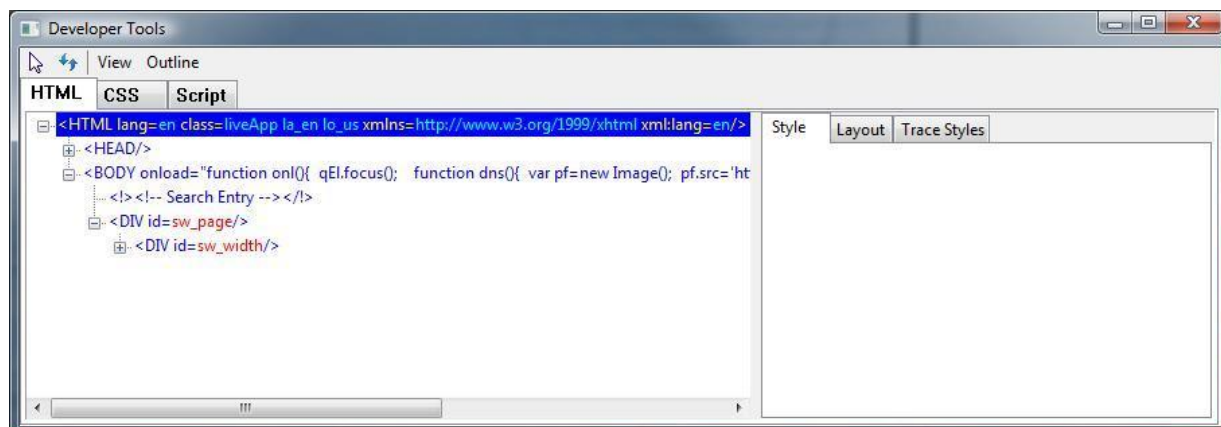 Developer Tools
View Outline
HTML CSS Script
<HTML lang=en class=liveApp la_en lo_us xmlns=http://www.w3.org/1999/xhtml xml:lang=en/>
<HEAD/>
<BODY onload="function onl(){ qEl.focus(); function dns(){ var pf=new Image(); pf.src='ht
<!><!-- Search Entry --></!>
<DIV id=sw_page/>
<DIV id=sw_width/>
Style Layout Trace Styles